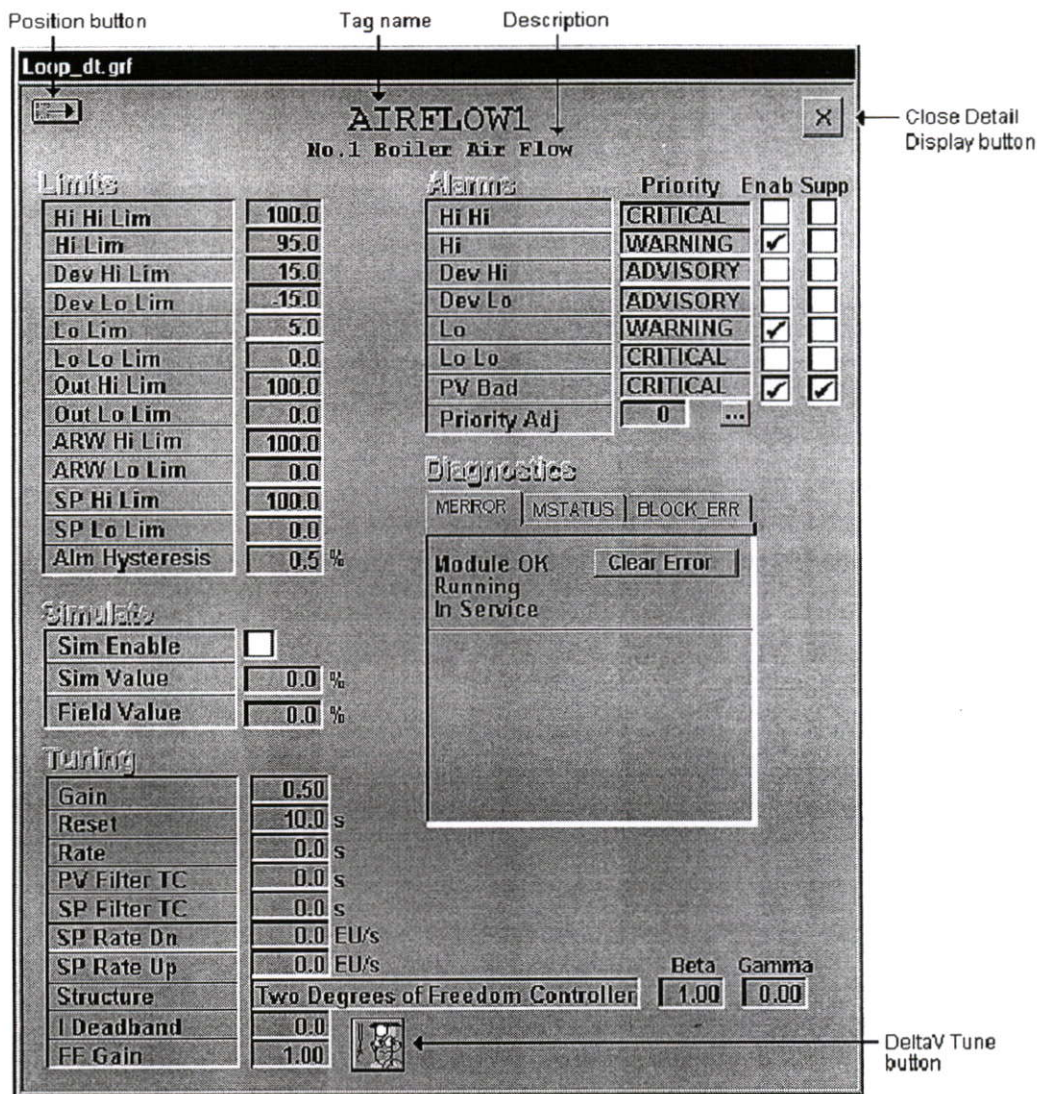 Position button
Tag name
Description
Loop_dt.grf
AIRFLOW1
No.1 Boiler Air Flow
Close Detail
Display button
Limits
Hi Hi Lim 100.0
Hi Lim 95.0
Dev Hi Lim 15.0
Dev Lo Lim -15.0
Lo Lim 5.0
Lo Lo Lim 0.0
Out Hi Lim 100.0
Out Lo Lim 0.0
ARW Hi Lim 100.0
ARW Lo Lim 0.0
SP Hi Lim 100.0
SP Lo Lim 0.0
Alm Hysteresis 0.5 %
Alarms Priority Enab Supp
Hi Hi CRITICAL
Hi WARNING ✓
Dev Hi ADVISORY
Dev Lo ADVISORY
Lo WARNING ✓
Lo Lo CRITICAL
PV Bad CRITICAL ✓ ✓
Priority Adj 0 ...
Diagnostics
MERROR MSTATUS BLOCK_ERR
Module OK Clear Error
Running
In Service
Simulate
Sim Enable
Sim Value 0.0 %
Field Value 0.0 %
Tuning
Gain 0.50
Reset 10.0 s
Rate 0.0 s
PV Filter TC 0.0 s
SP Filter TC 0.0 s
SP Rate Dn 0.0 EU/s
SP Rate Up 0.0 EU/s
Beta Gamma
Structure Two Degrees of Freedom Controller 1.00 0.00
I Deadband 0.0
FF Gain 1.00
DeltaV Tune
button